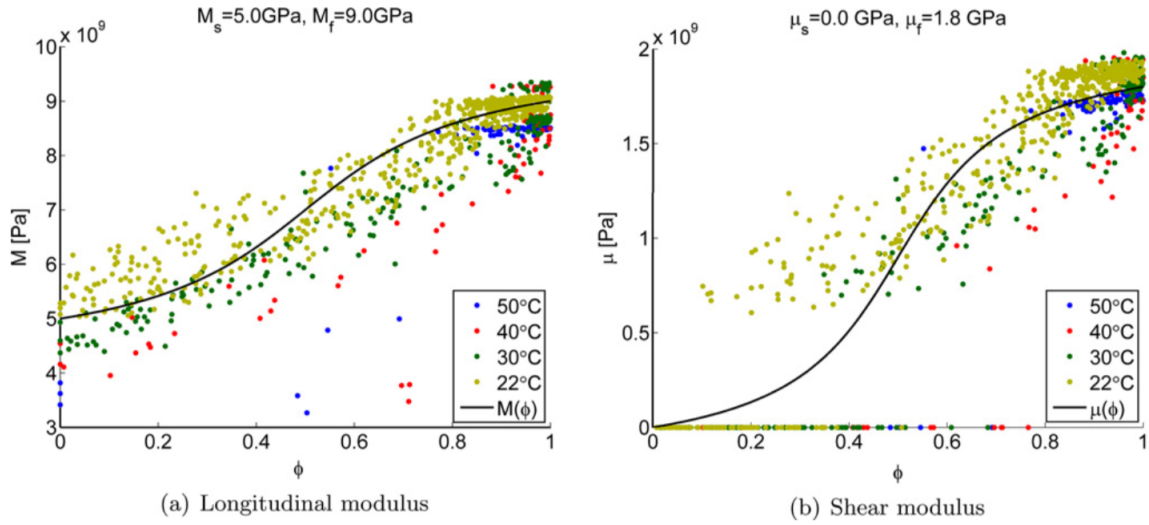 M_s=5.0GPa, M_f=9.0GPa
x 10^9
10
9
8
7
6
5
4
3
M [Pa]
0
0.2
0.4
0.6
0.8
1
ϕ
50°C
40°C
30°C
22°C
M(ϕ)
(a) Longitudinal modulus
μ_s=0.0 GPa, μ_f=1.8 GPa
x 10^9
2
1.5
1
0.5
0
μ [Pa]
0
0.2
0.4
0.6
0.8
1
ϕ
50°C
40°C
30°C
22°C
μ(ϕ)
(b) Shear modulus